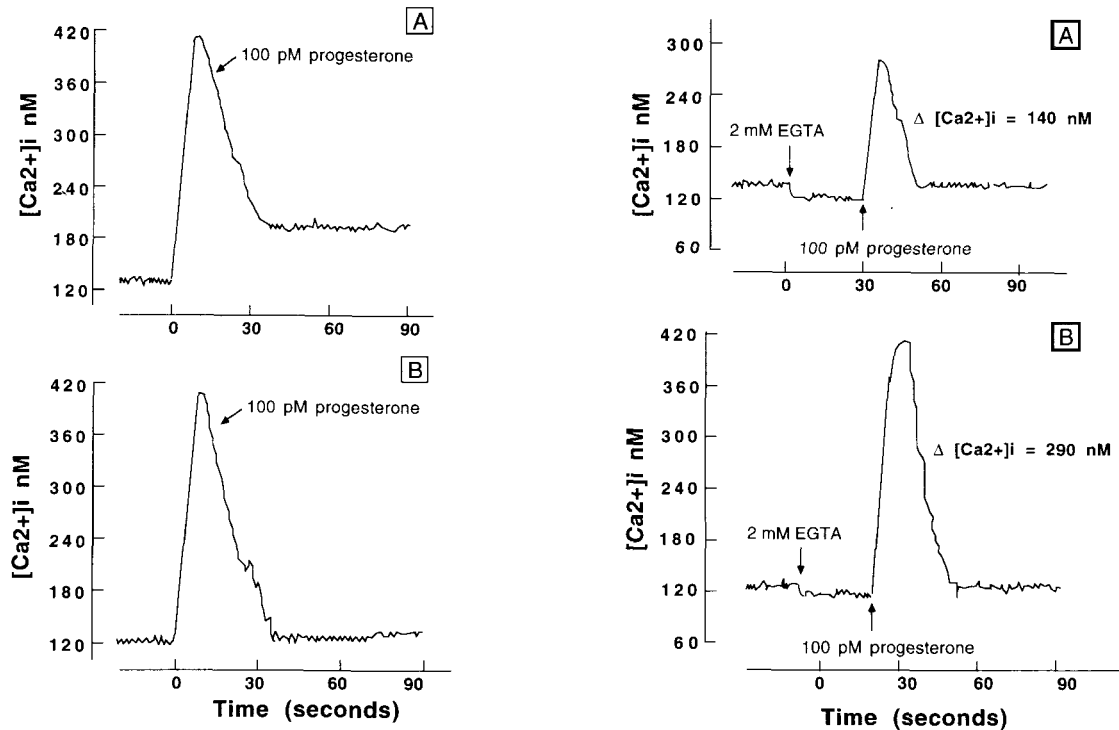 A
420
360
300
240
180
120
[Ca2+]i nM
100 pM progesterone
0 30 60 90
B
420
360
300
240
180
120
[Ca2+]i nM
100 pM progesterone
0 30 60 90
Time (seconds)
A
300
240
180
120
60
[Ca2+]i nM
2 mM EGTA
Δ [Ca2+]i = 140 nM
100 pM progesterone
0 30 60 90
B
420
360
300
240
180
120
60
[Ca2+]i nM
Δ [Ca2+]i = 290 nM
2 mM EGTA
100 pM progesterone
0 30 60 90
Time (seconds)